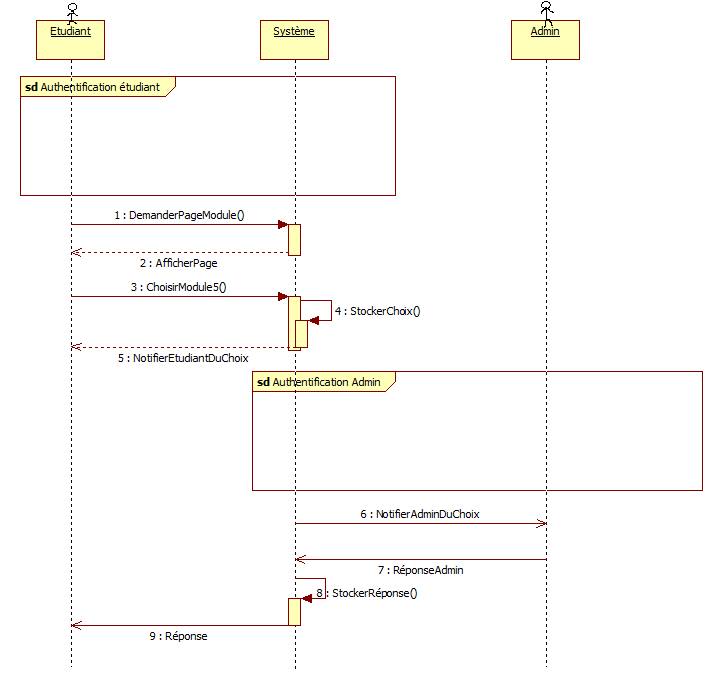 Etudiant
Système
Admin
sd Authentification étudiant
1 : DemanderPageModule()
2 : AfficherPage
3 : ChoisirModule5()
4 : StockerChoix()
5 : NotifierEtudiantDuChoix
sd Authentification Admin
6 : NotifierAdminDuChoix
7 : RéponseAdmin
8 : StockerRéponse()
9 : Réponse